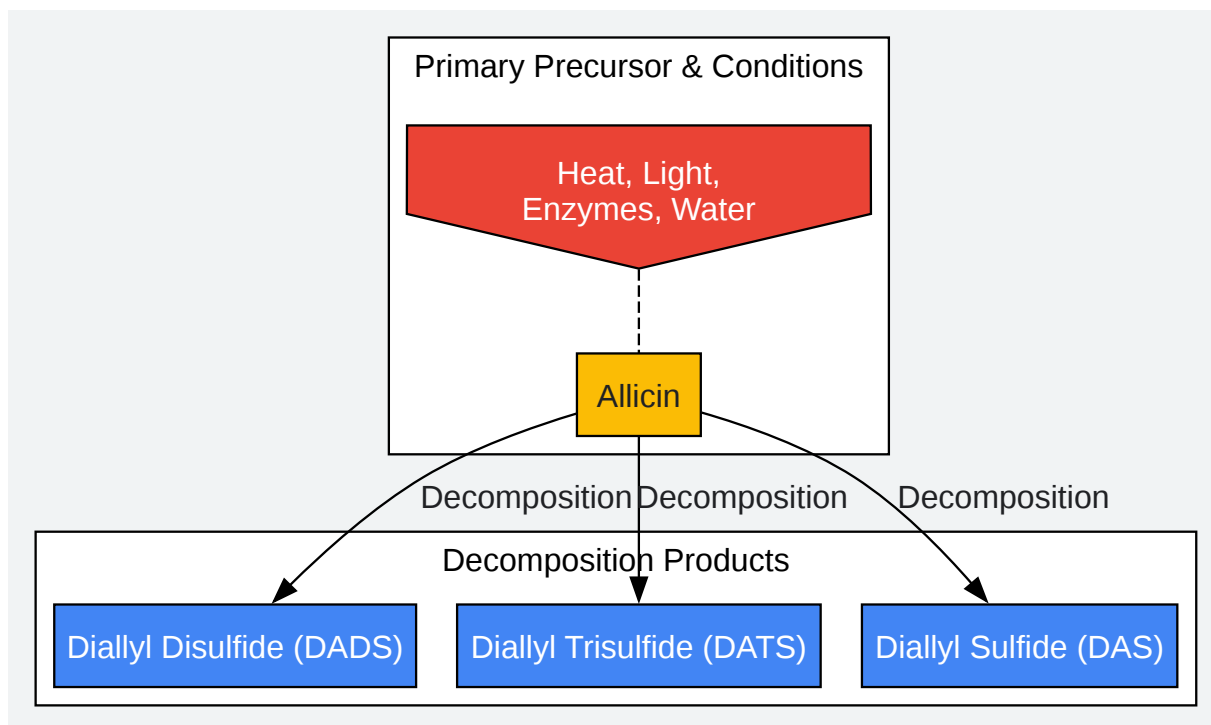 Primary Precursor & Conditions
Heat, Light,
Enzymes, Water
Allicin
Decomposition
Decomposition
Decomposition
Decomposition Products
Diallyl Disulfide (DADS)
Diallyl Trisulfide (DATS)
Diallyl Sulfide (DAS)